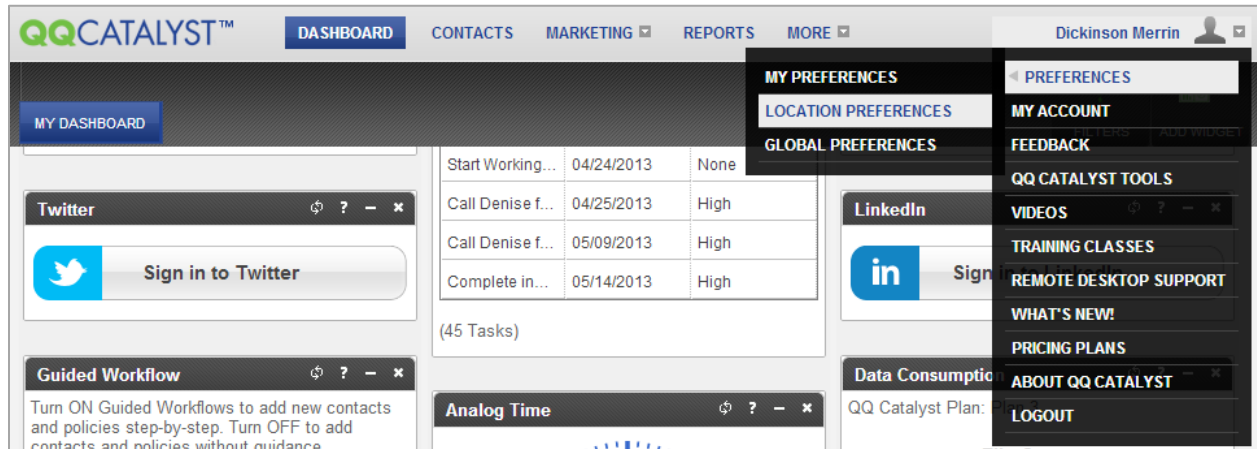 QQCATALYST™
DASHBOARD
CONTACTS
MARKETING
REPORTS
MORE
Dickinson Merrin
MY PREFERENCES
LOCATION PREFERENCES
GLOBAL PREFERENCES
PREFERENCES
MY ACCOUNT
FEEDBACK
QQ CATALYST TOOLS
VIDEOS
TRAINING CLASSES
REMOTE DESKTOP SUPPORT
WHAT'S NEW!
PRICING PLANS
ABOUT QQ CATALYST
LOGOUT
MY DASHBOARD
FILTERS
ADD WIDGET
Twitter ? – ×
Sign in to Twitter
Guided Workflow ? – ×
Turn ON Guided Workflows to add new contacts
and policies step-by-step. Turn OFF to add
contacts and policies without guidance
Start Working... 04/24/2013 None
Call Denise f... 04/25/2013 High
Call Denise f... 05/09/2013 High
Complete in... 05/14/2013 High
(45 Tasks)
Analog Time ? – ×
LinkedIn ? – ×
Sign in to LinkedIn
Data Consumption – ×
QQ Catalyst Plan: